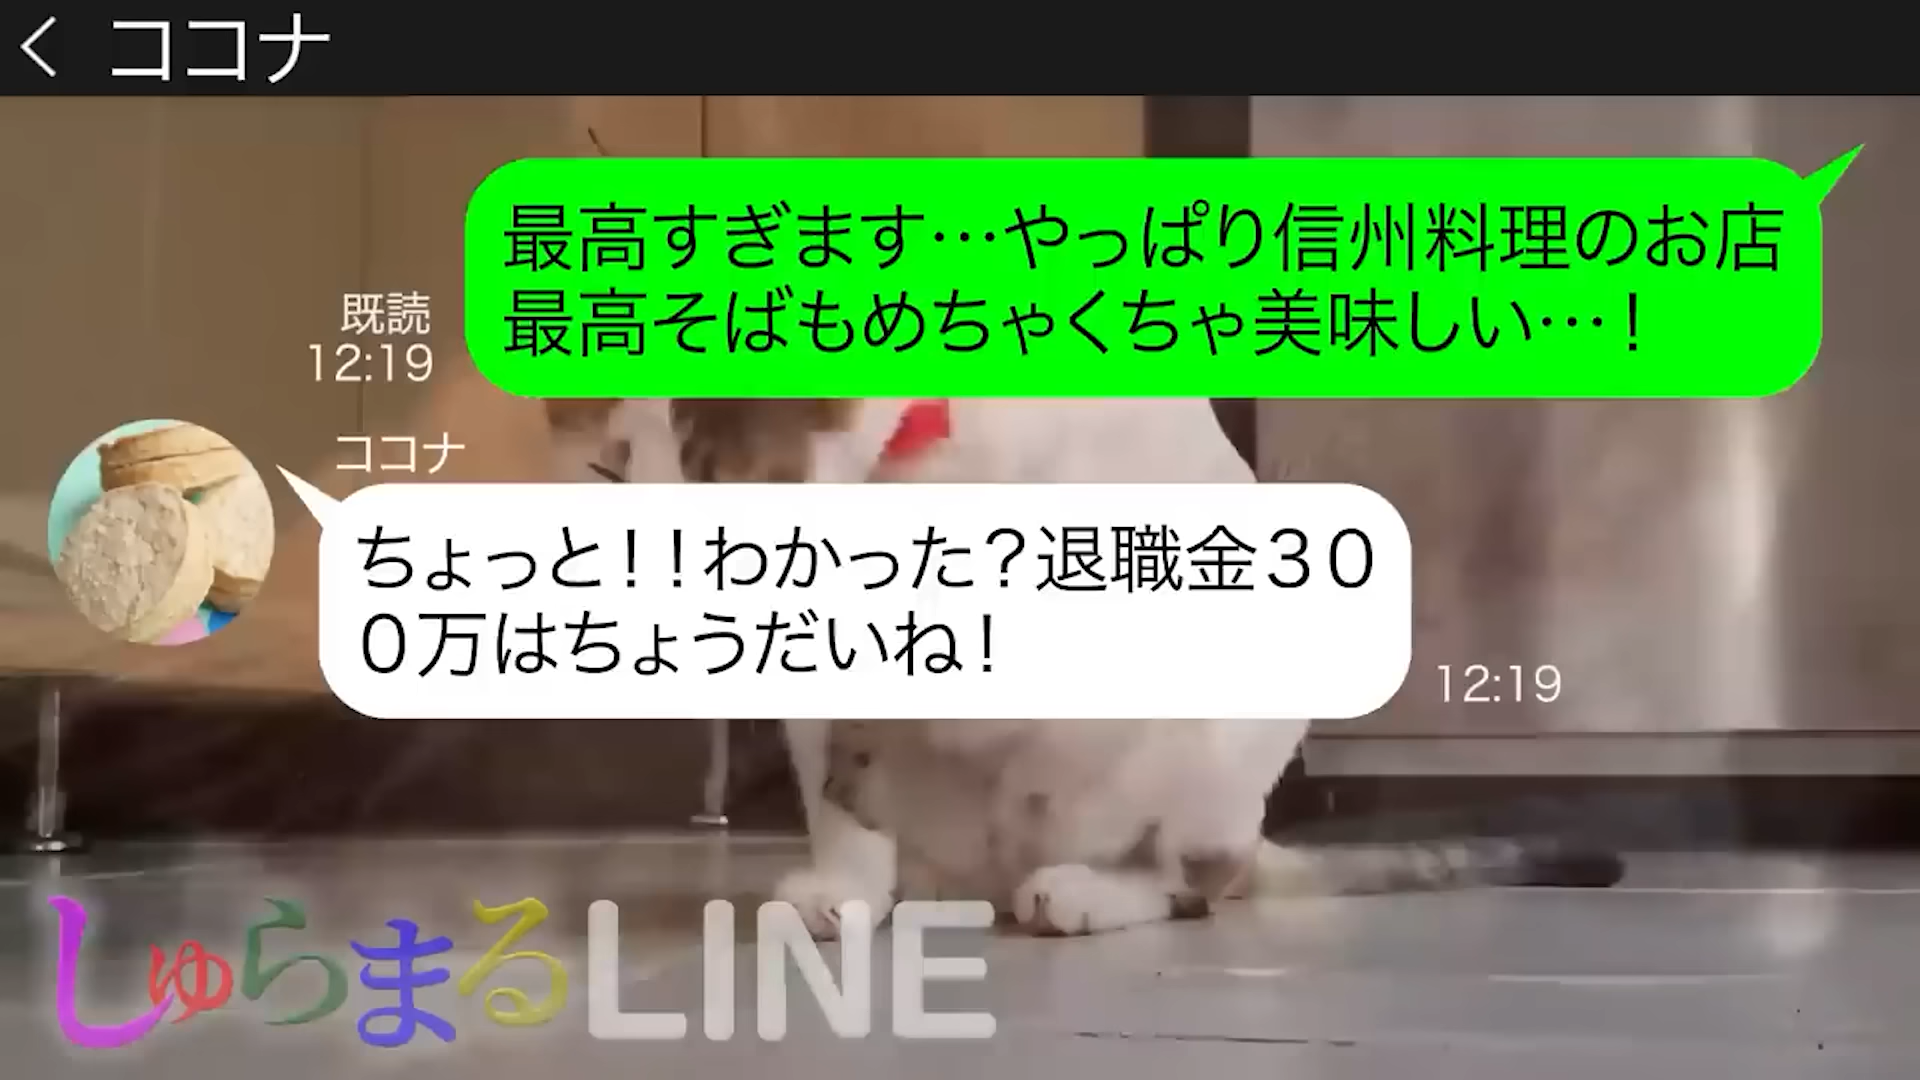 ココナ
最高すぎます…やっぱり信州料理のお店
最高そばもめちゃくちゃ美味しい…！
既読
12:19
ココナ
ちょっと！！わかった？退職金３０
０万はちょうだいね！
12:19
しゅらまるLINE